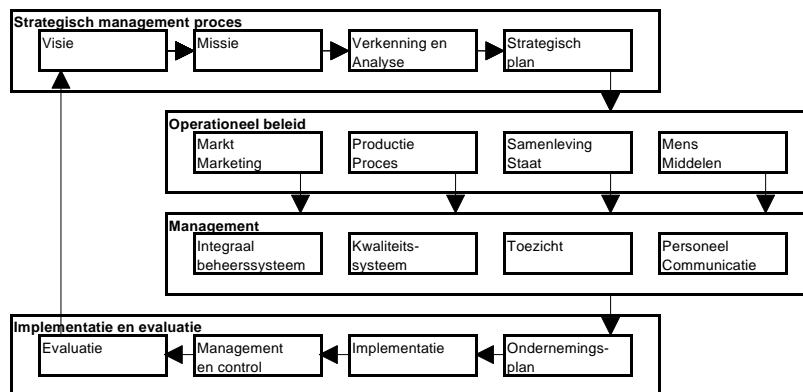 Strategisch management proces
Visie
Missie
Verkenning en
Analyse
Strategisch
plan
Operationeel beleid
Markt
Marketing
Productie
Proces
Samenleving
Staat
Mens
Middelen
Management
Integraal
beheerssysteem
Kwaliteits-
systeem
Toezicht
Personeel
Communicatie
Implementatie en evaluatie
Evaluatie
Management
en control
Implementatie
Ondernemings-
plan